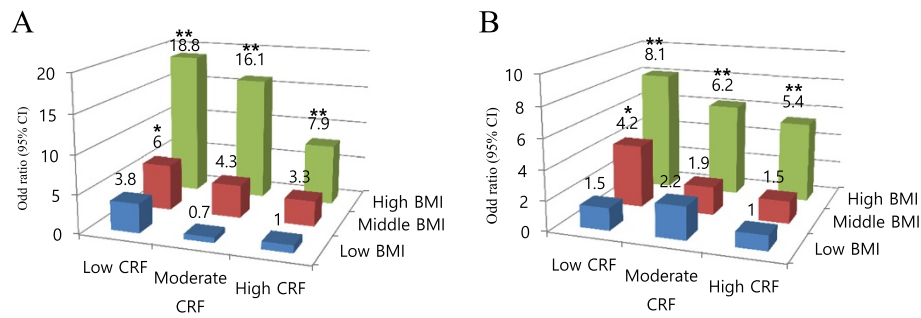 A
Odd ratio (95% CI)
20
15
10
5
0
**
18.8
**
16.1
**
7.9
*
6
4.3
3.3
3.8
0.7
1
High BMI
Middle BMI
Low BMI
Low CRF
Moderate
CRF
High CRF
B
Odd ratio (95% CI)
10
8
6
4
2
0
**
8.1
**
6.2
**
5.4
*
4.2
1.9
1.5
1.5
2.2
1
High BMI
Middle BMI
Low BMI
Low CRF
Moderate
CRF
High CRF